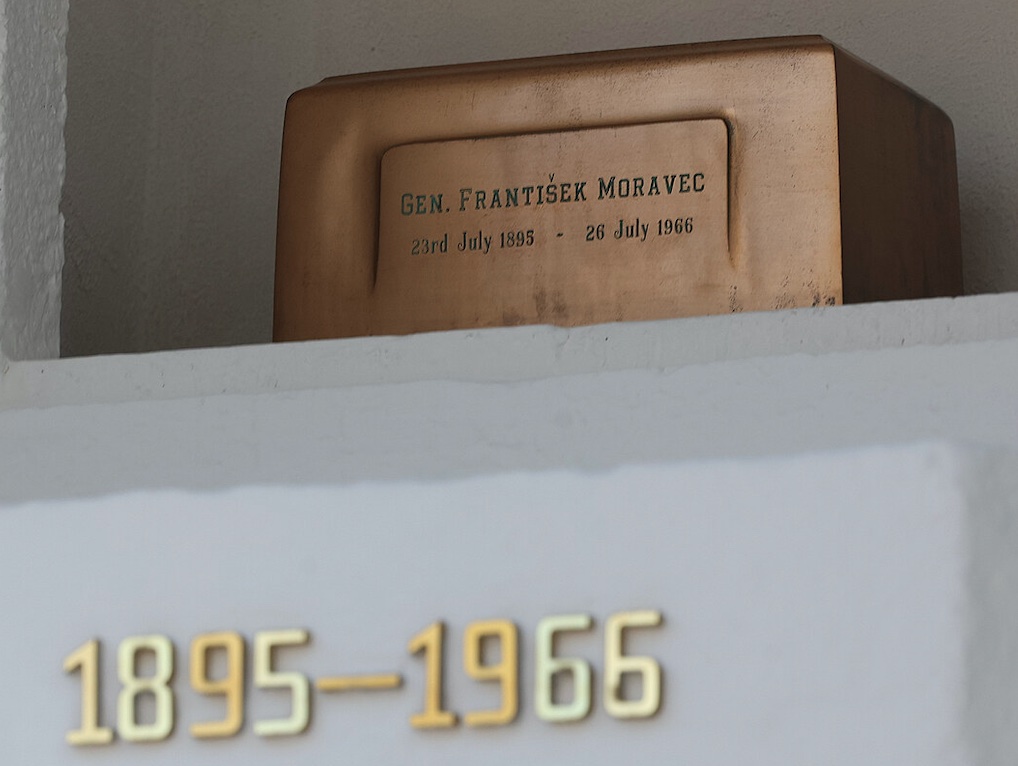 GEN. FRANTIŠEK MORAVEC
23rd July 1895 - 26 July 1966
1895—1966